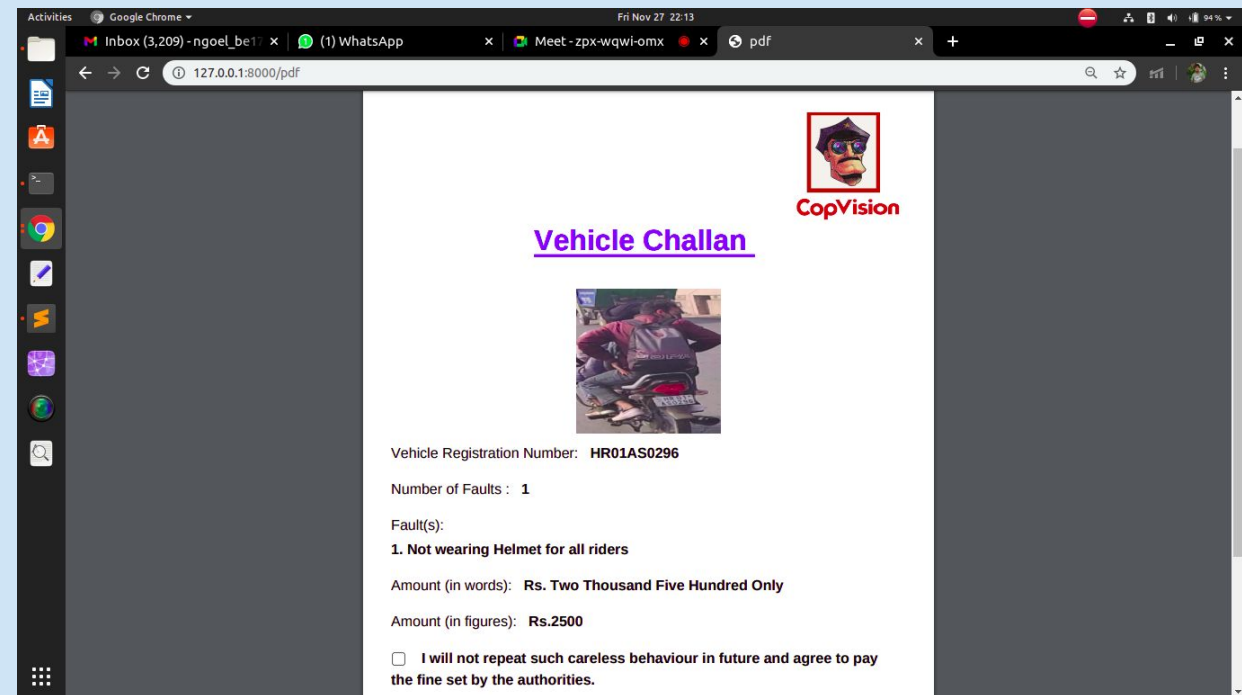 Activities Google Chrome Fri Nov 27 22:13 94%
Inbox (3,209) - ngoel_be17 (1) WhatsApp Meet - zpx-wqwi-omx pdf
127.0.0.1:8000/pdf
CopVision
Vehicle Challan
Vehicle Registration Number: HR01AS0296
Number of Faults : 1
Fault(s):
1. Not wearing Helmet for all riders
Amount (in words): Rs. Two Thousand Five Hundred Only
Amount (in figures): Rs.2500
I will not repeat such careless behaviour in future and agree to pay
the fine set by the authorities.